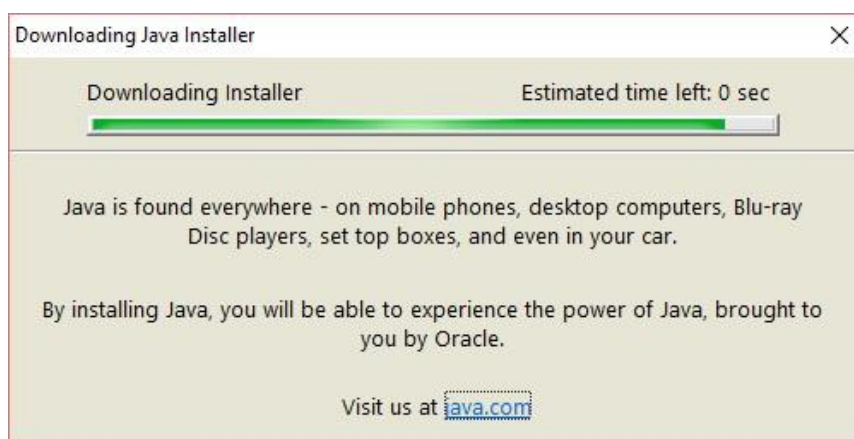 Downloading Java Installer
Downloading Installer
Estimated time left: 0 sec
Java is found everywhere - on mobile phones, desktop computers, Blu-ray
Disc players, set top boxes, and even in your car.
By installing Java, you will be able to experience the power of Java, brought to
you by Oracle.
Visit us at java.com